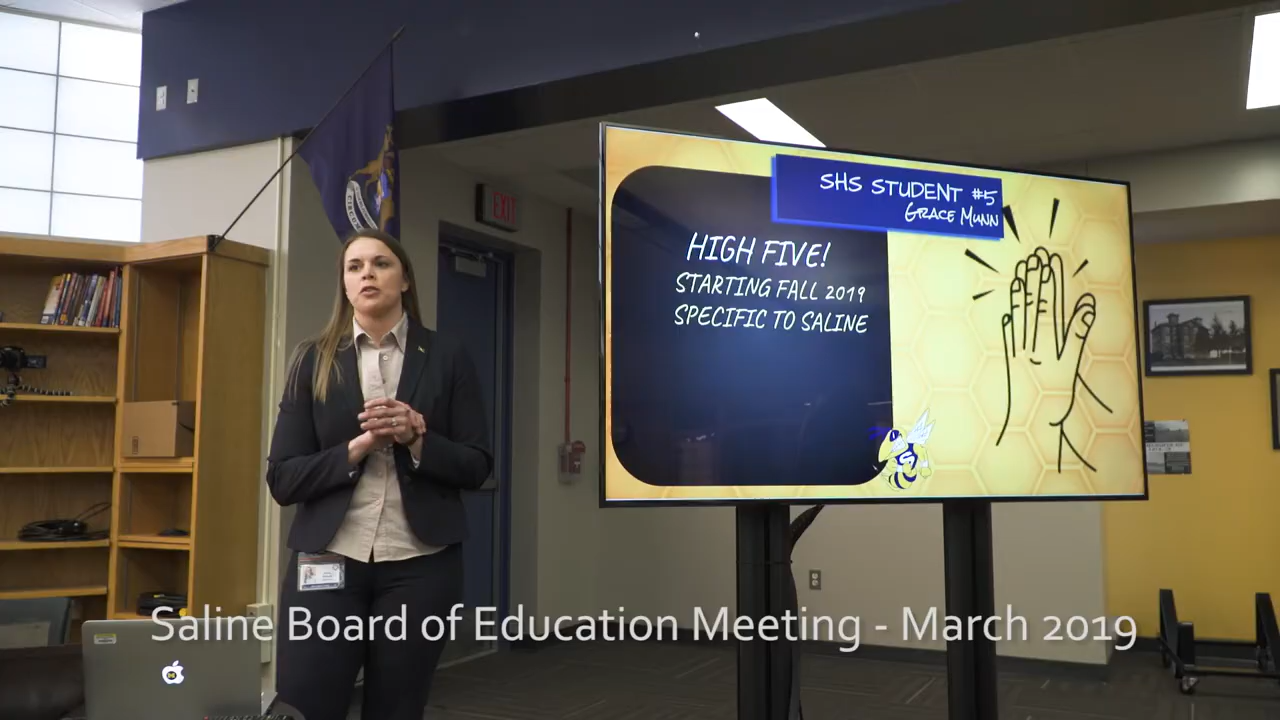 EXIT
SHS STUDENT #5
GRACE MUNN
HIGH FIVE!
STARTING FALL 2019
SPECIFIC TO SALINE
Saline Board of Education Meeting - March 2019